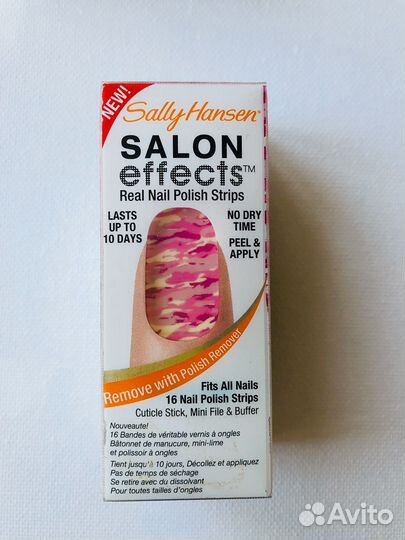 NEW!
Sally Hansen®
SALON
effects™
Real Nail Polish Strips
LASTS
UP TO
10 DAYS
NO DRY
TIME
PEEL &
APPLY
Remove with Polish Remover
Fits All Nails
16 Nail Polish Strips
Cuticle Stick, Mini File & Buffer
Nouveauté!
16 Bandes de véritable vernis à ongles
Bâtonnet de manucure, mini-lime
et polissoir à ongles
Tient jusqu'à 10 jours, Décollez et appliquez
Pas de temps de séchage
Se retire avec du dissolvant
Pour toutes tailles d'ongles
Avito